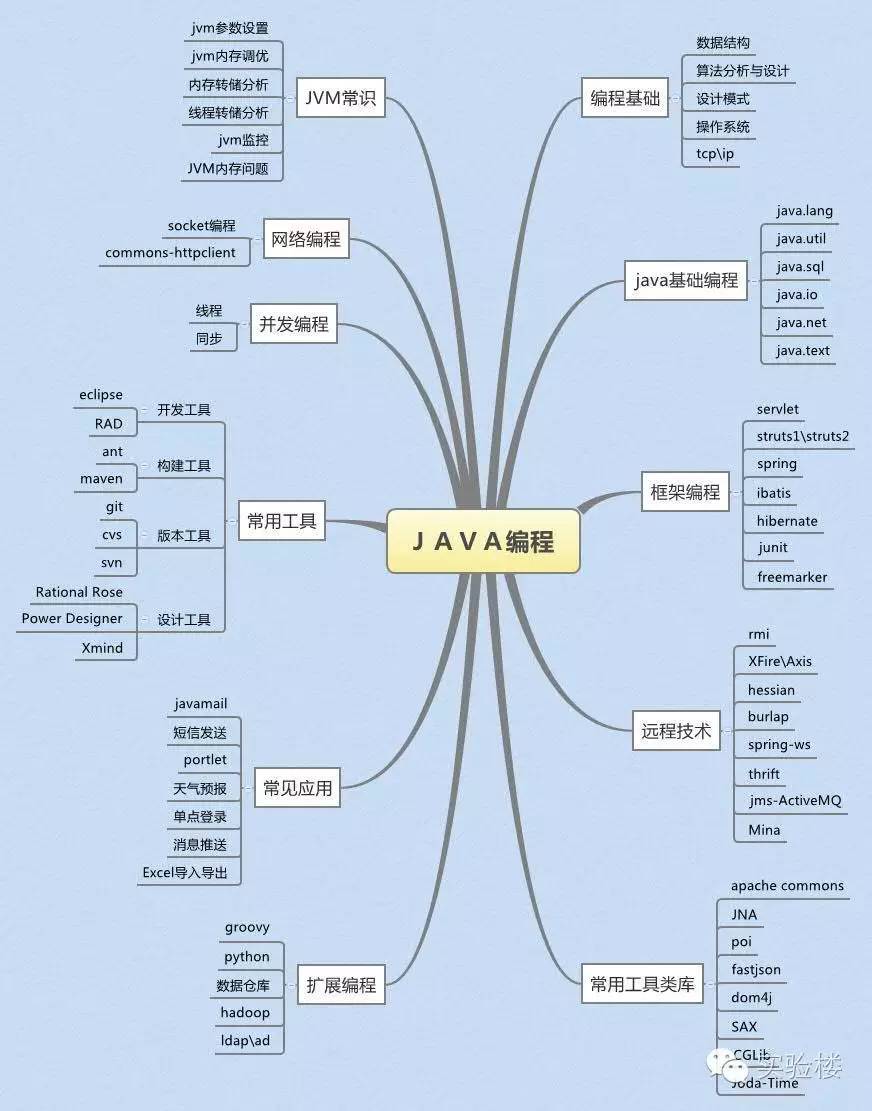 JAVA编程
编程基础
数据结构
算法分析与设计
设计模式
操作系统
tcp\ip
java基础编程
java.lang
java.util
java.sql
java.io
java.net
java.text
框架编程
servlet
struts1\struts2
spring
ibatis
hibernate
junit
freemarker
远程技术
rmi
XFire\Axis
hessian
burlap
spring-ws
thrift
jms-ActiveMQ
Mina
常用工具类库
apache commons
JNA
poi
fastjson
dom4j
SAX
CGLib
Joda-Time
JVM常识
jvm参数设置
jvm内存调优
内存转储分析
线程转储分析
jvm监控
JVM内存问题
网络编程
socket编程
commons-httpclient
并发编程
线程
同步
常用工具
开发工具
eclipse
RAD
构建工具
ant
maven
版本工具
git
cvs
svn
设计工具
Rational Rose
Power Designer
Xmind
常见应用
javamail
短信发送
portlet
天气预报
单点登录
消息推送
Excel导入导出
扩展编程
groovy
python
数据仓库
hadoop
ldap\ad
实验楼